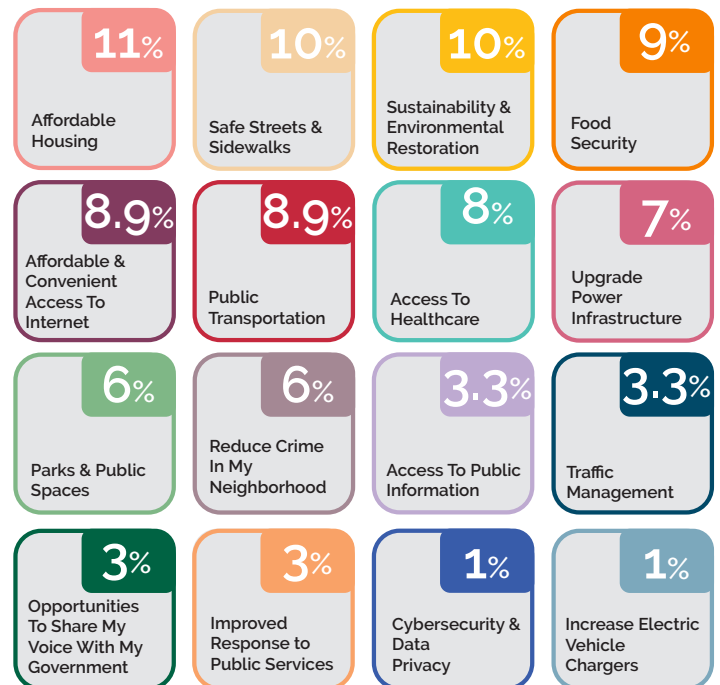 11%
Affordable
Housing
10%
Safe Streets &
Sidewalks
10%
Sustainability &
Environmental
Restoration
9%
Food
Security
8.9%
Affordable &
Convenient
Access To
Internet
8.9%
Public
Transportation
8%
Access To
Healthcare
7%
Upgrade
Power
Infrastructure
6%
Parks & Public
Spaces
6%
Reduce Crime
In My
Neighborhood
3.3%
Access To Public
Information
3.3%
Traffic
Management
3%
Opportunities
To Share My
Voice With My
Government
3%
Improved
Response to
Public Services
1%
Cybersecurity &
Data
Privacy
1%
Increase Electric
Vehicle
Chargers